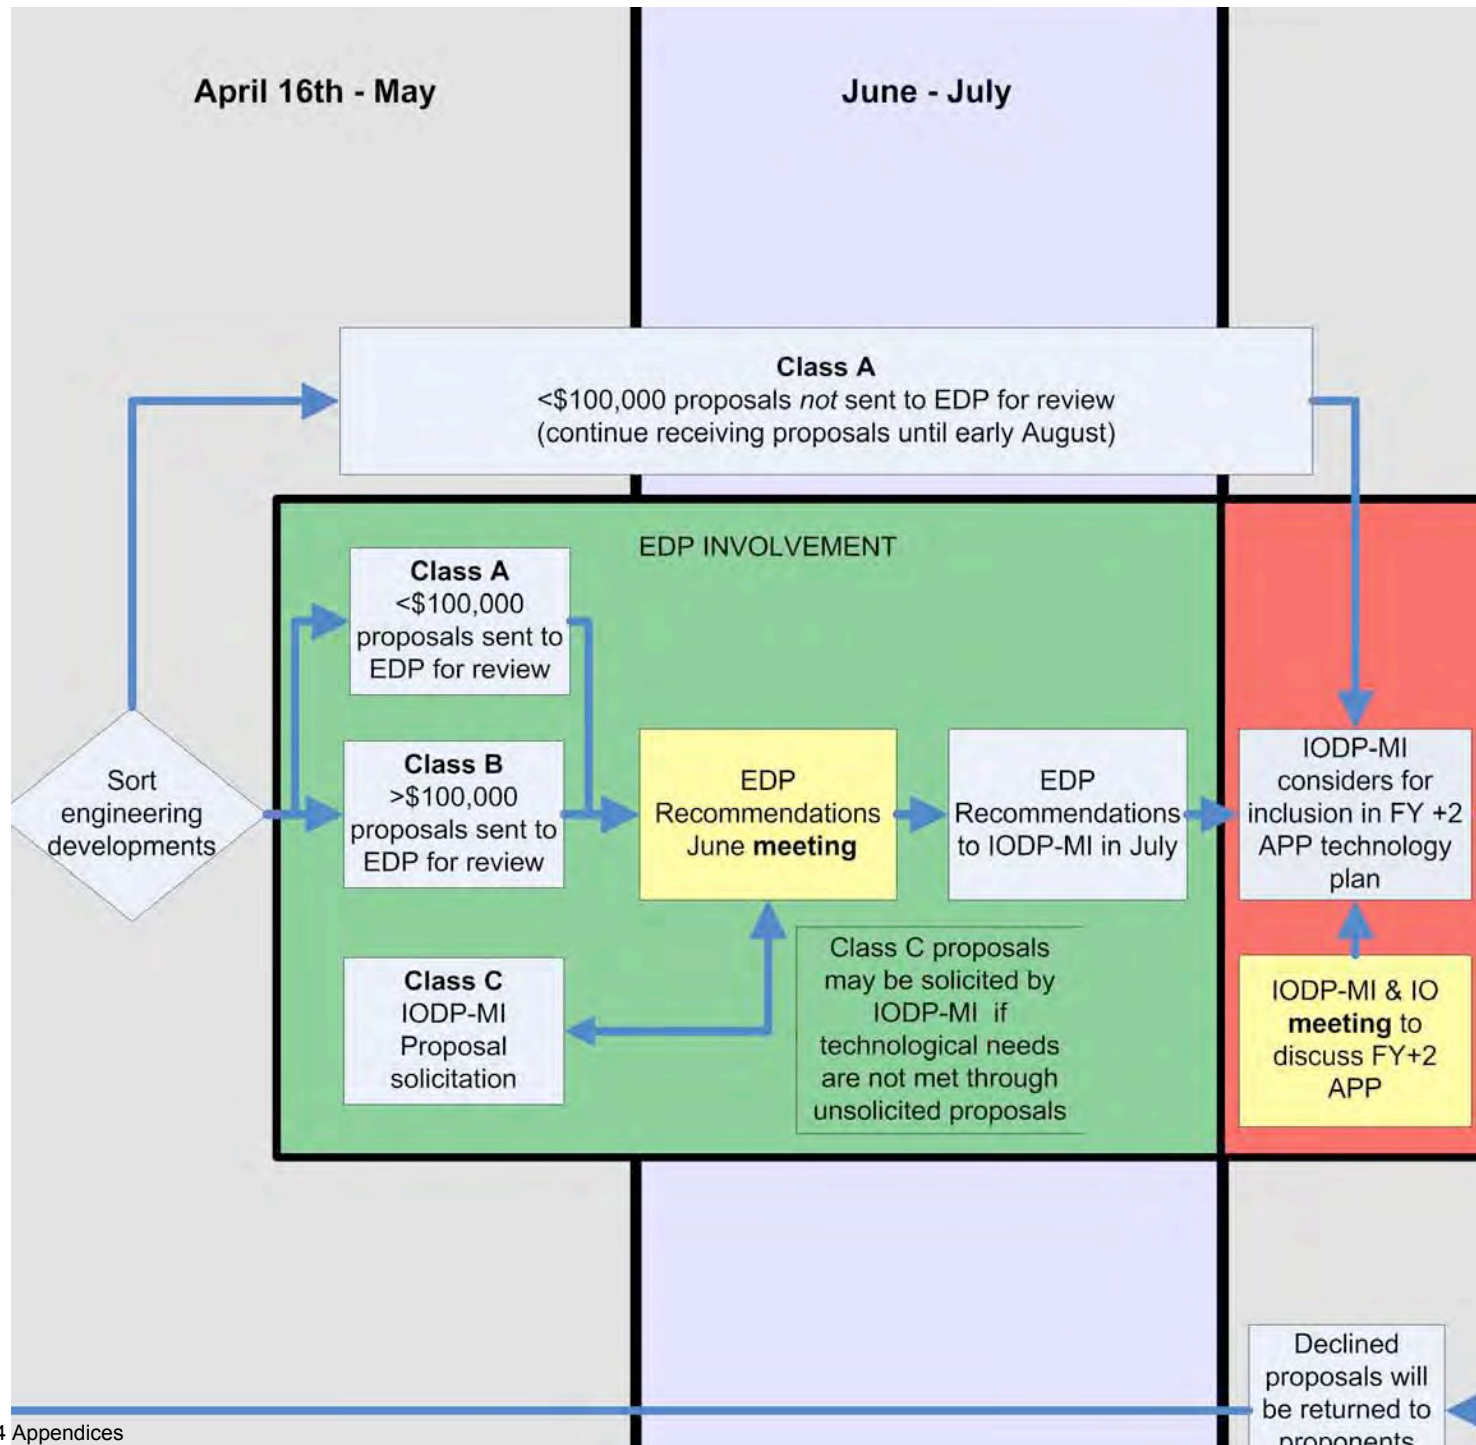 April 16th - May
June - July
Class A
<$100,000 proposals not sent to EDP for review
(continue receiving proposals until early August)
EDP INVOLVEMENT
Class A
<$100,000
proposals sent to
EDP for review
Sort
engineering
developments
Class B
>$100,000
proposals sent to
EDP for review
EDP
Recommendations
June meeting
EDP
Recommendations
to IODP-MI in July
IODP-MI
considers for
inclusion in FY +2
APP technology
plan
Class C
IODP-MI
Proposal
solicitation
Class C proposals
may be solicited by
IODP-MI if
technological needs
are not met through
unsolicited proposals
IODP-MI & IO
meeting to
discuss FY+2
APP
Declined
proposals will
be returned to
proponents
4 Appendices